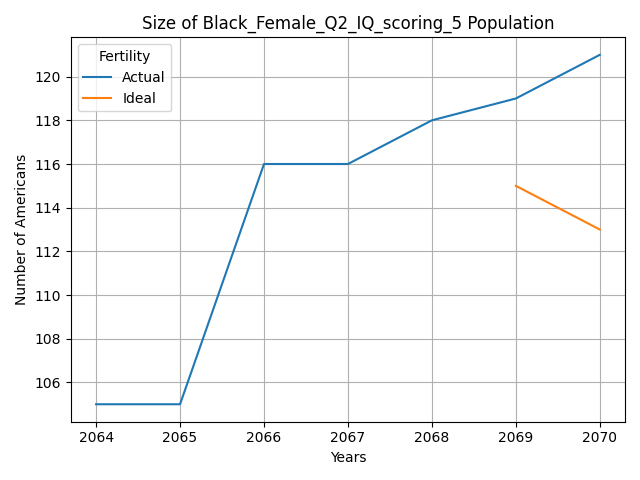 Size of Black_Female_Q2_IQ_scoring_5 Population
Fertility
Actual
Ideal
Number of Americans
120
118
116
114
112
110
108
106
2064 2065 2066 2067 2068 2069 2070
Years